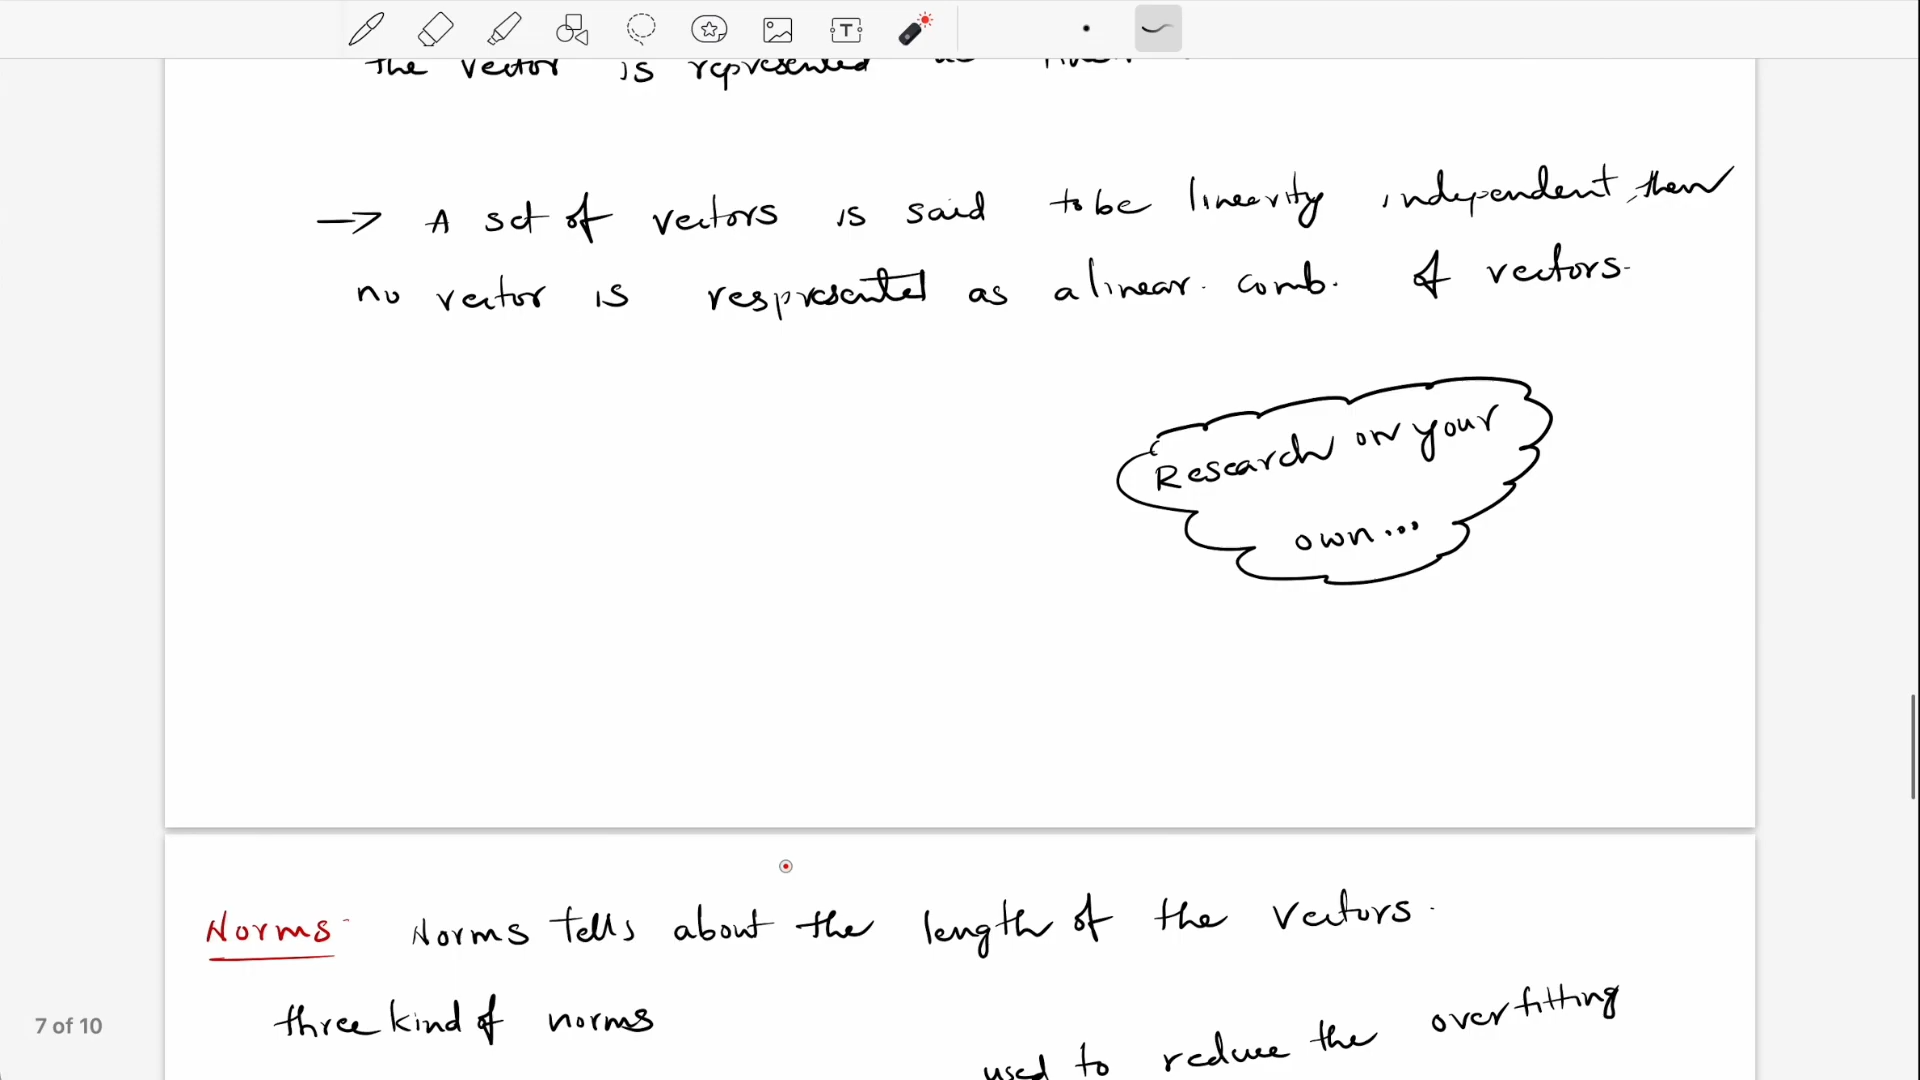 the vector is represented
→ A set of vectors is said to be linearity independent, then
no vector is respresented as a linear. comb. of vectors.
Research on your
own...
Norms Norms tells about the length of the vectors.
three kind of norms
used to reduce the overfitting
7 of 10